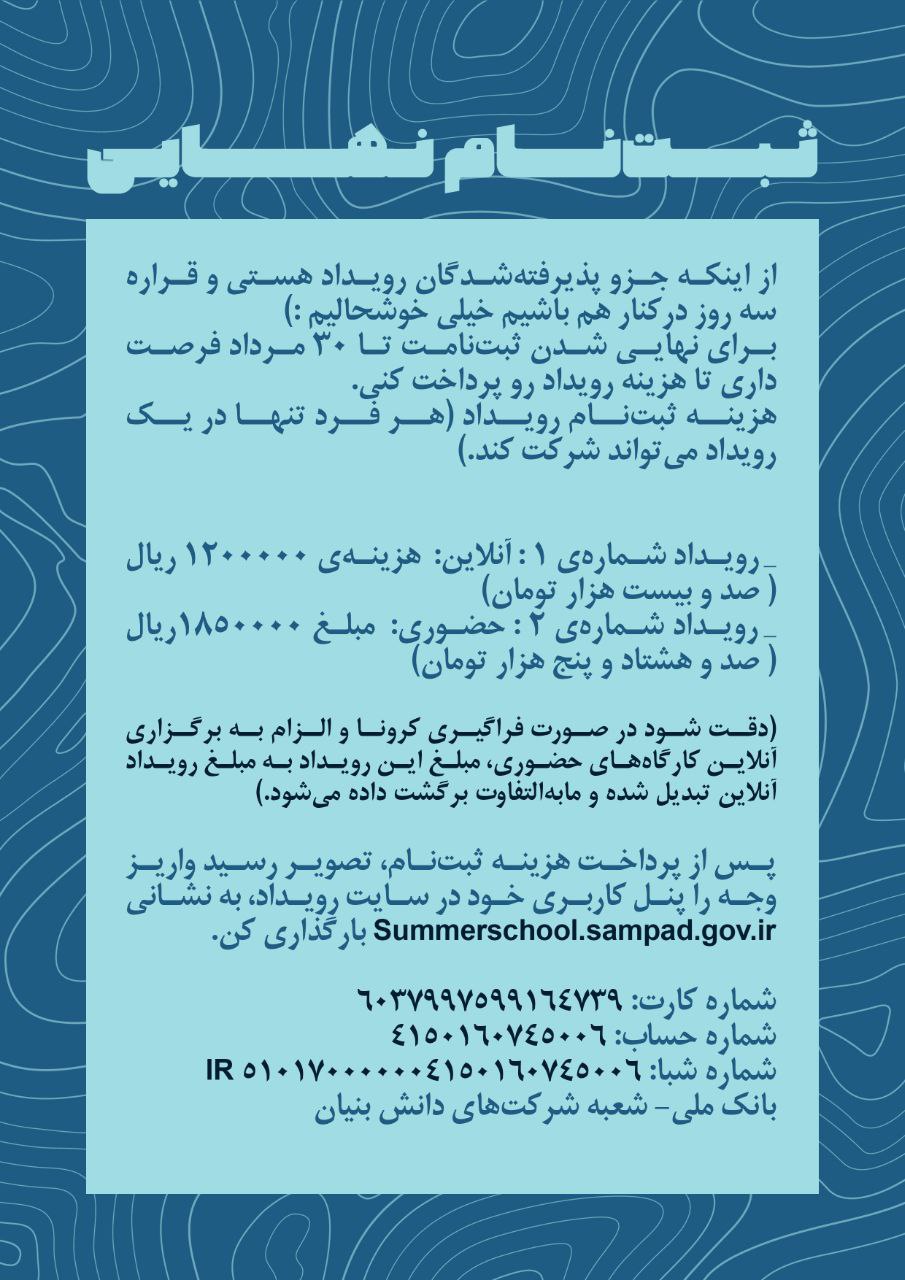 ثبت‌نام نهایی
از اینکه جزو پذیرفته‌شدگان رویداد هستی و قراره
سه روز درکنار هم باشیم خیلی خوشحالیم :)
برای نهایی شدن ثبت‌نامت تا ۳۰ مرداد فرصت
داری تا هزینه رویداد رو پرداخت کنی.
هزینه ثبت‌نام رویداد (هر فرد تنها در یک
رویداد می‌تواند شرکت کند.)
_ رویداد شماره‌ی ۱ : آنلاین: هزینه‌ی ۱۲۰۰۰۰۰ ریال
( صد و بیست هزار تومان)
_ رویداد شماره‌ی ۲ : حضوری: مبلغ ۱۸۵۰۰۰۰ریال
( صد و هشتاد و پنج هزار تومان)
(دقت شود در صورت فراگیری کرونا و الزام به برگزاری
آنلاین کارگاه‌های حضوری، مبلغ این رویداد به مبلغ رویداد
آنلاین تبدیل شده و مابه‌التفاوت برگشت داده می‌شود.)
پس از پرداخت هزینه ثبت‌نام، تصویر رسید واریز
وجه را پنل کاربری خود در سایت رویداد، به نشانی
Summerschool.sampad.gov.ir بارگذاری کن.
شماره کارت: ٦٠٣٧٩٩٧٥٩٩١٦٤٧٣٩
شماره حساب: ٤١٥٠١٦٠٧٤٥٠٠٦
شماره شبا: IR ٥١٠١٧٠٠٠٠٠٠٤١٥٠١٦٠٧٤٥٠٠٦
بانک ملی- شعبه شرکت‌های دانش بنیان